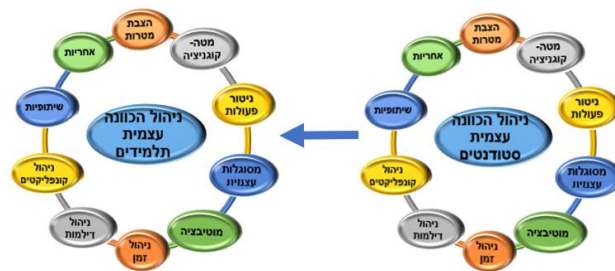 ניהול הכוונה
עצמית
סטודנטים
הצבת
מטרות
מטה-
קוגניציה
ניטור
פעולות
מסוגלות
עצמית
מוטיבציה
ניהול
זמן
ניהול
דילמות
ניהול
קונפליקטים
שיתופיות
אחריות
ניהול הכוונה
עצמית
תלמידים
הצבת
מטרות
מטה-
קוגניציה
ניטור
פעולות
מסוגלות
עצמית
מוטיבציה
ניהול
זמן
ניהול
דילמות
ניהול
קונפליקטים
שיתופיות
אחריות